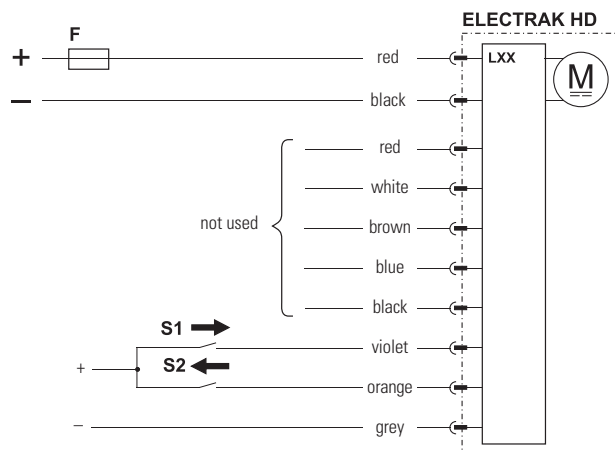 ELECTRAK HD
F
+ red LXX M
− black
red
white
not used brown
blue
black
S1 violet
+ S2
orange
− grey